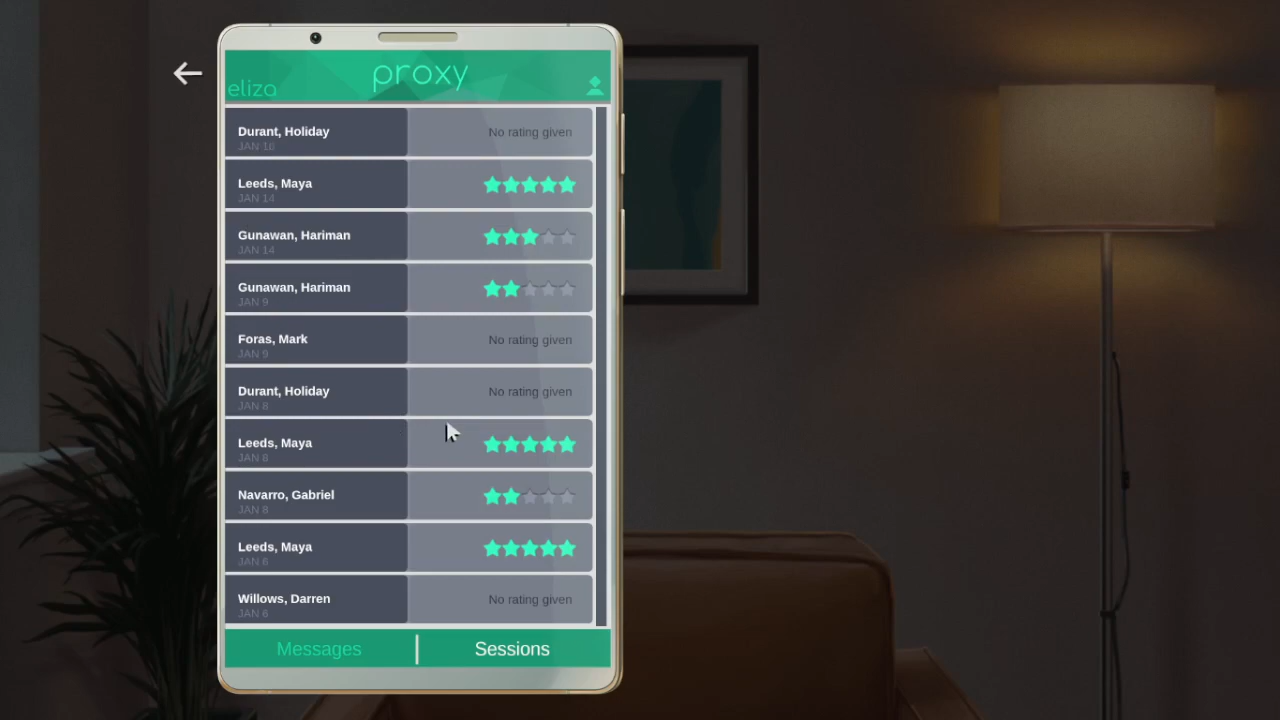 proxy
eliza
Durant, Holiday
No rating given
Leeds, Maya
JAN 14
Gunawan, Hariman
JAN 14
Gunawan, Hariman
JAN 9
Foras, Mark
No rating given
JAN 9
Durant, Holiday
No rating given
JAN 8
Leeds, Maya
JAN 8
Navarro, Gabriel
JAN 8
Leeds, Maya
JAN 6
Willows, Darren
No rating given
JAN 6
Messages
Sessions